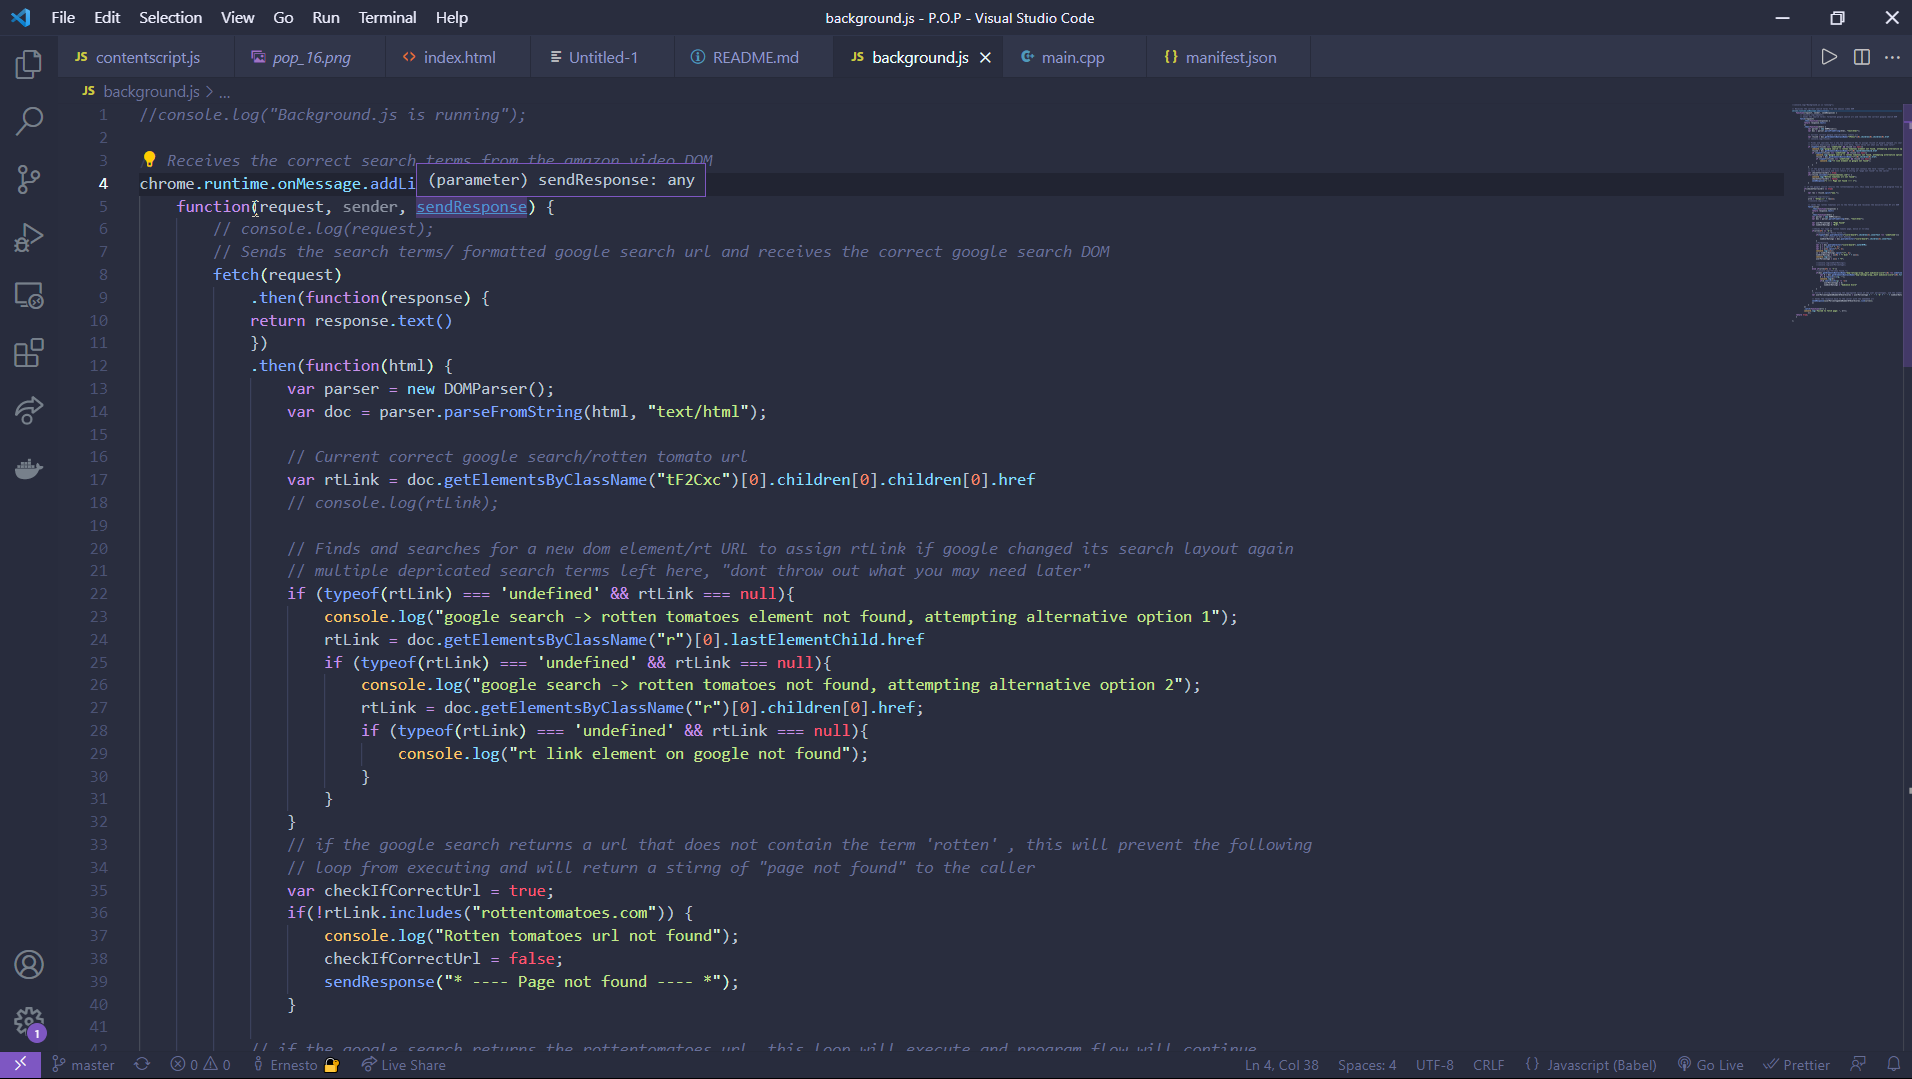 File Edit Selection View Go Run Terminal Help
background.js - P.O.P - Visual Studio Code
JS contentscript.js pop_16.png <> index.html Untitled-1 README.md JS background.js main.cpp {} manifest.json
JS background.js > ...
1 //console.log("Background.js is running");
2
3 Receives the correct search terms from the amazon video DOM
4 chrome.runtime.onMessage.addLi
(parameter) sendResponse: any
5 function(request, sender, sendResponse) {
6 // console.log(request);
7 // Sends the search terms/ formatted google search url and receives the correct google search DOM
8 fetch(request)
9 .then(function(response) {
10 return response.text()
11 })
12 .then(function(html) {
13 var parser = new DOMParser();
14 var doc = parser.parseFromString(html, "text/html");
15
16 // Current correct google search/rotten tomato url
17 var rtLink = doc.getElementsByClassName("tF2Cxc")[0].children[0].children[0].href
18 // console.log(rtLink);
19
20 // Finds and searches for a new dom element/rt URL to assign rtLink if google changed its search layout again
21 // multiple depricated search terms left here, "dont throw out what you may need later"
22 if (typeof(rtLink) === 'undefined' && rtLink === null){
23 console.log("google search -> rotten tomatoes element not found, attempting alternative option 1");
24 rtLink = doc.getElementsByClassName("r")[0].lastElementChild.href
25 if (typeof(rtLink) === 'undefined' && rtLink === null){
26 console.log("google search -> rotten tomatoes not found, attempting alternative option 2");
27 rtLink = doc.getElementsByClassName("r")[0].children[0].href;
28 if (typeof(rtLink) === 'undefined' && rtLink === null){
29 console.log("rt link element on google not found");
30 }
31 }
32 }
33 // if the google search returns a url that does not contain the term 'rotten' , this will prevent the following
34 // loop from executing and will return a stirng of "page not found" to the caller
35 var checkIfCorrectUrl = true;
36 if(!rtLink.includes("rottentomatoes.com")) {
37 console.log("Rotten tomatoes url not found");
38 checkIfCorrectUrl = false;
39 sendResponse("* ---- Page not found ---- *");
40 }
41
42 // if the google search returns the rottentomatoes url, this loop will execute and program flow will continue
1
master 0 0 Ernesto Live Share
Ln 4, Col 38 Spaces: 4 UTF-8 CRLF {} Javascript (Babel) Go Live Prettier